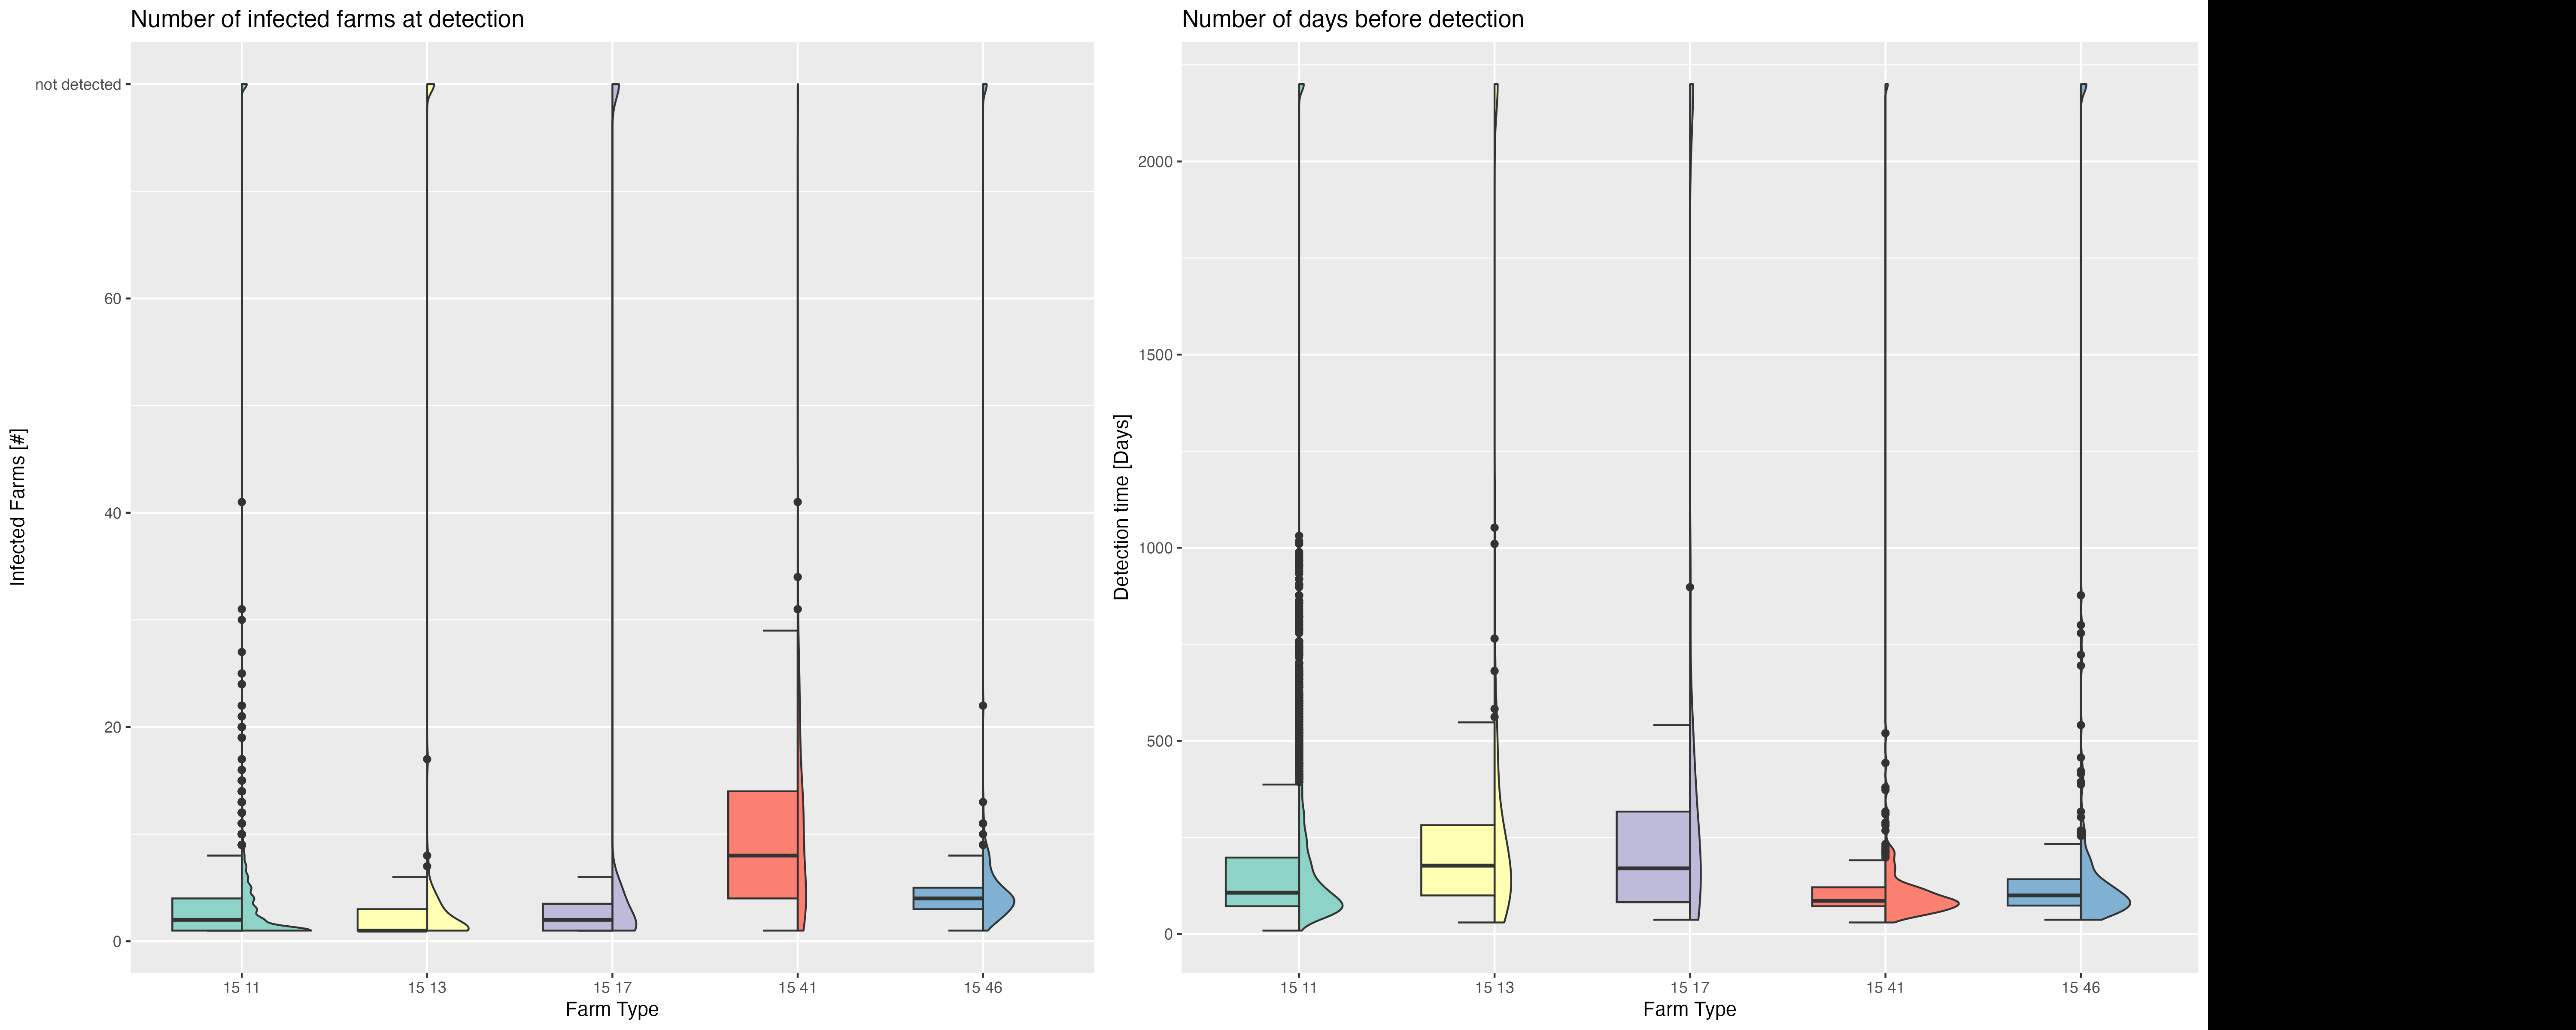 Number of infected farms at detection
not detected
60
40
20
0
Infected Farms [#]
15 11 15 13 15 17 15 41 15 46
Farm Type
Number of days before detection
2000
1500
1000
500
0
Detection time [Days]
15 11 15 13 15 17 15 41 15 46
Farm Type